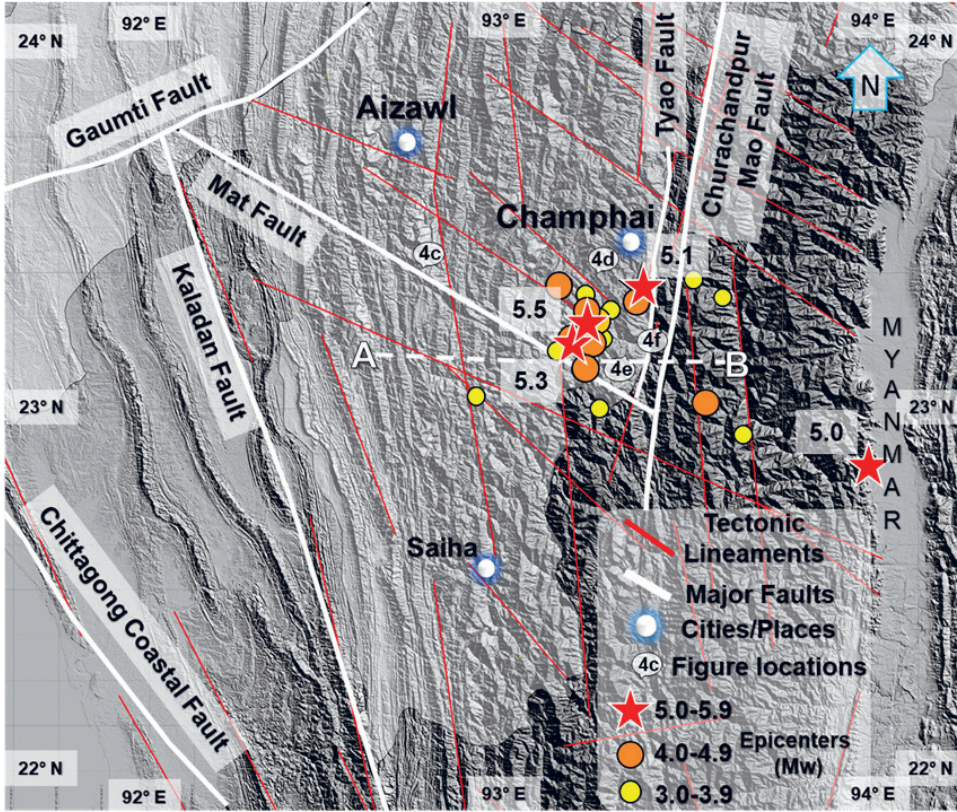 92° E
93° E
94° E
24° N
24° N
N
Gaumti Fault
Aizawl
Tyao Fault
Churachandpur
Mao Fault
Mat Fault
Champhai
4c
4d
5.1
Kaladan Fault
5.5
4f
A
4e
B
5.3
MYANMAR
23° N
23° N
5.0
Saiha
Chittagong Coastal Fault
Tectonic
Lineaments
Major Faults
Cities/Places
4c Figure locations
5.0-5.9
4.0-4.9
Epicenters
(Mw)
3.0-3.9
22° N
22° N
92° E
93° E
94° E